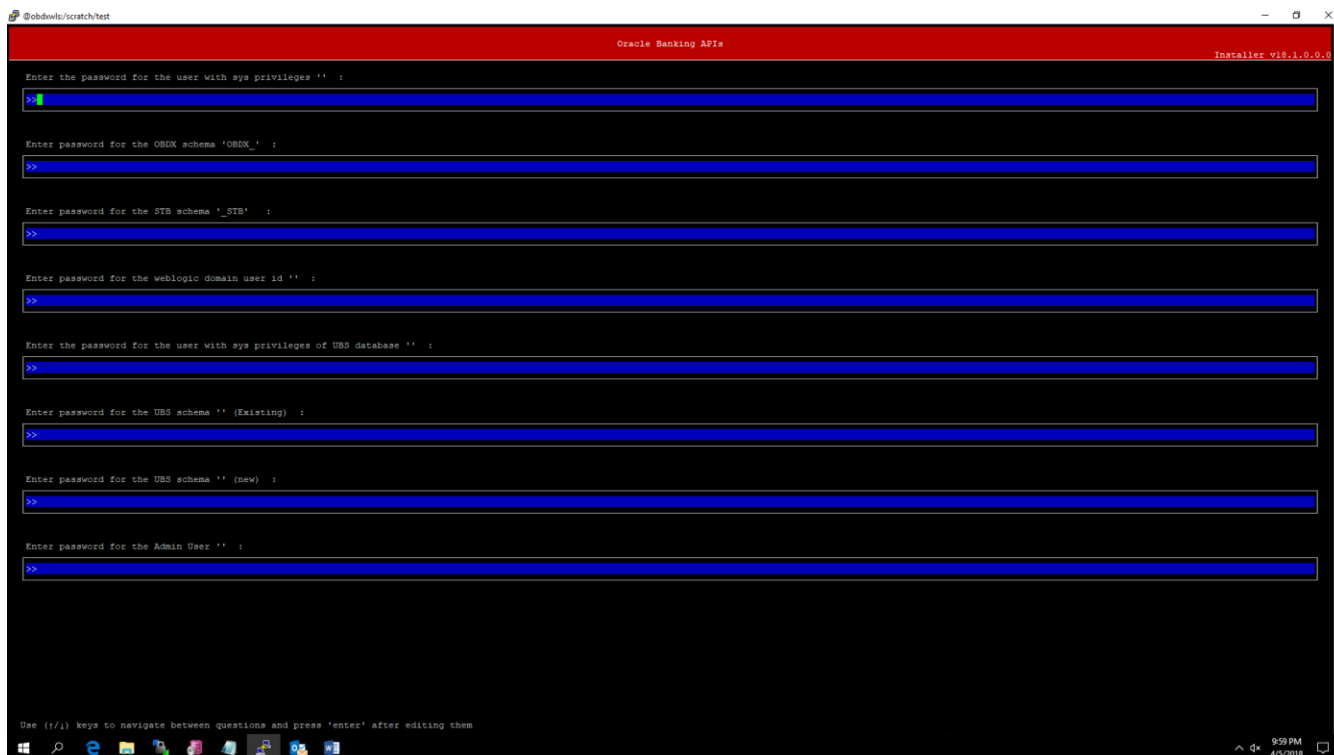 @obdxwls:/scratch/test
Oracle Banking APIs
Installer v18.1.0.0.0
Enter the password for the user with sys privileges '' :
>>
Enter password for the OBDX schema 'OBDX_' :
>>
Enter password for the STB schema '_STB' :
>>
Enter password for the weblogic domain user id '' :
>>
Enter the password for the user with sys privileges of UBS database '' :
>>
Enter password for the UBS schema '' (Existing) :
>>
Enter password for the UBS schema '' (new) :
>>
Enter password for the Admin User '' :
>>
Use (↑/↓) keys to navigate between questions and press 'enter' after editing them
9:59 PM
4/5/2018